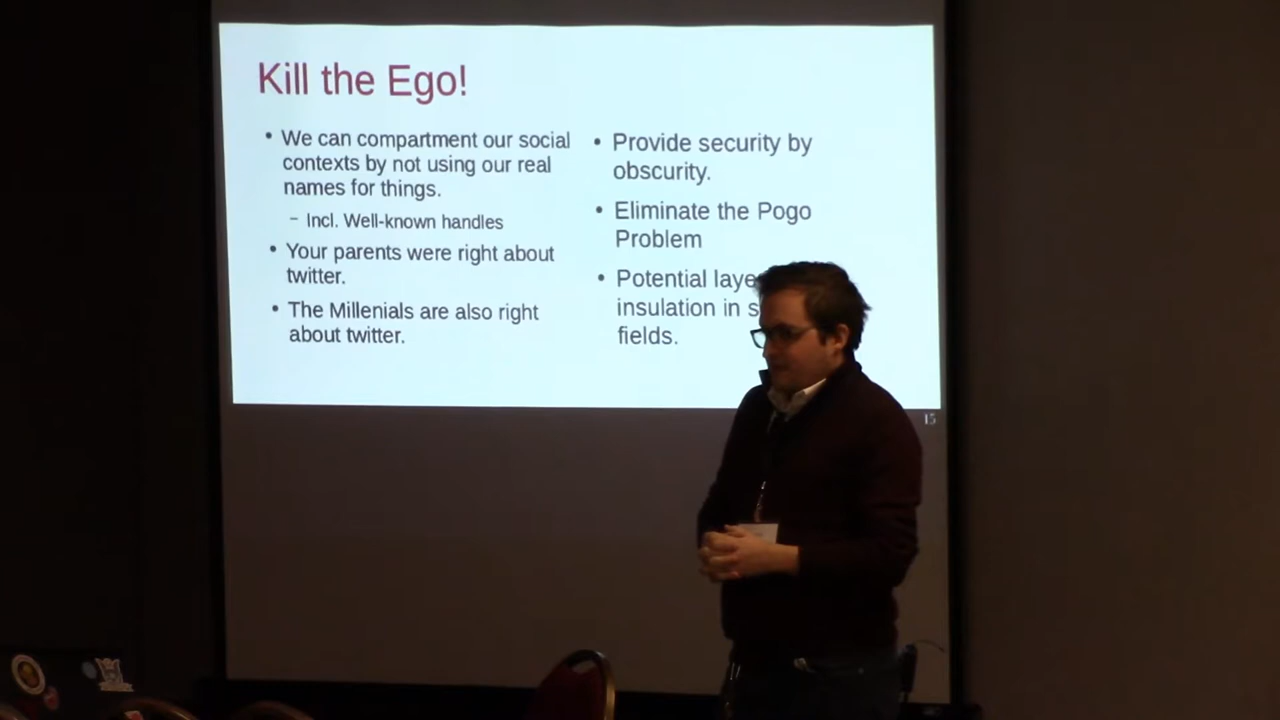 Kill the Ego!
• We can compartment our social
contexts by not using our real
names for things.
– Incl. Well-known handles
• Your parents were right about
twitter.
• The Millenials are also right
about twitter.
• Provide security by
obscurity.
• Eliminate the Pogo
Problem
• Potential
insulation in
fields.
15